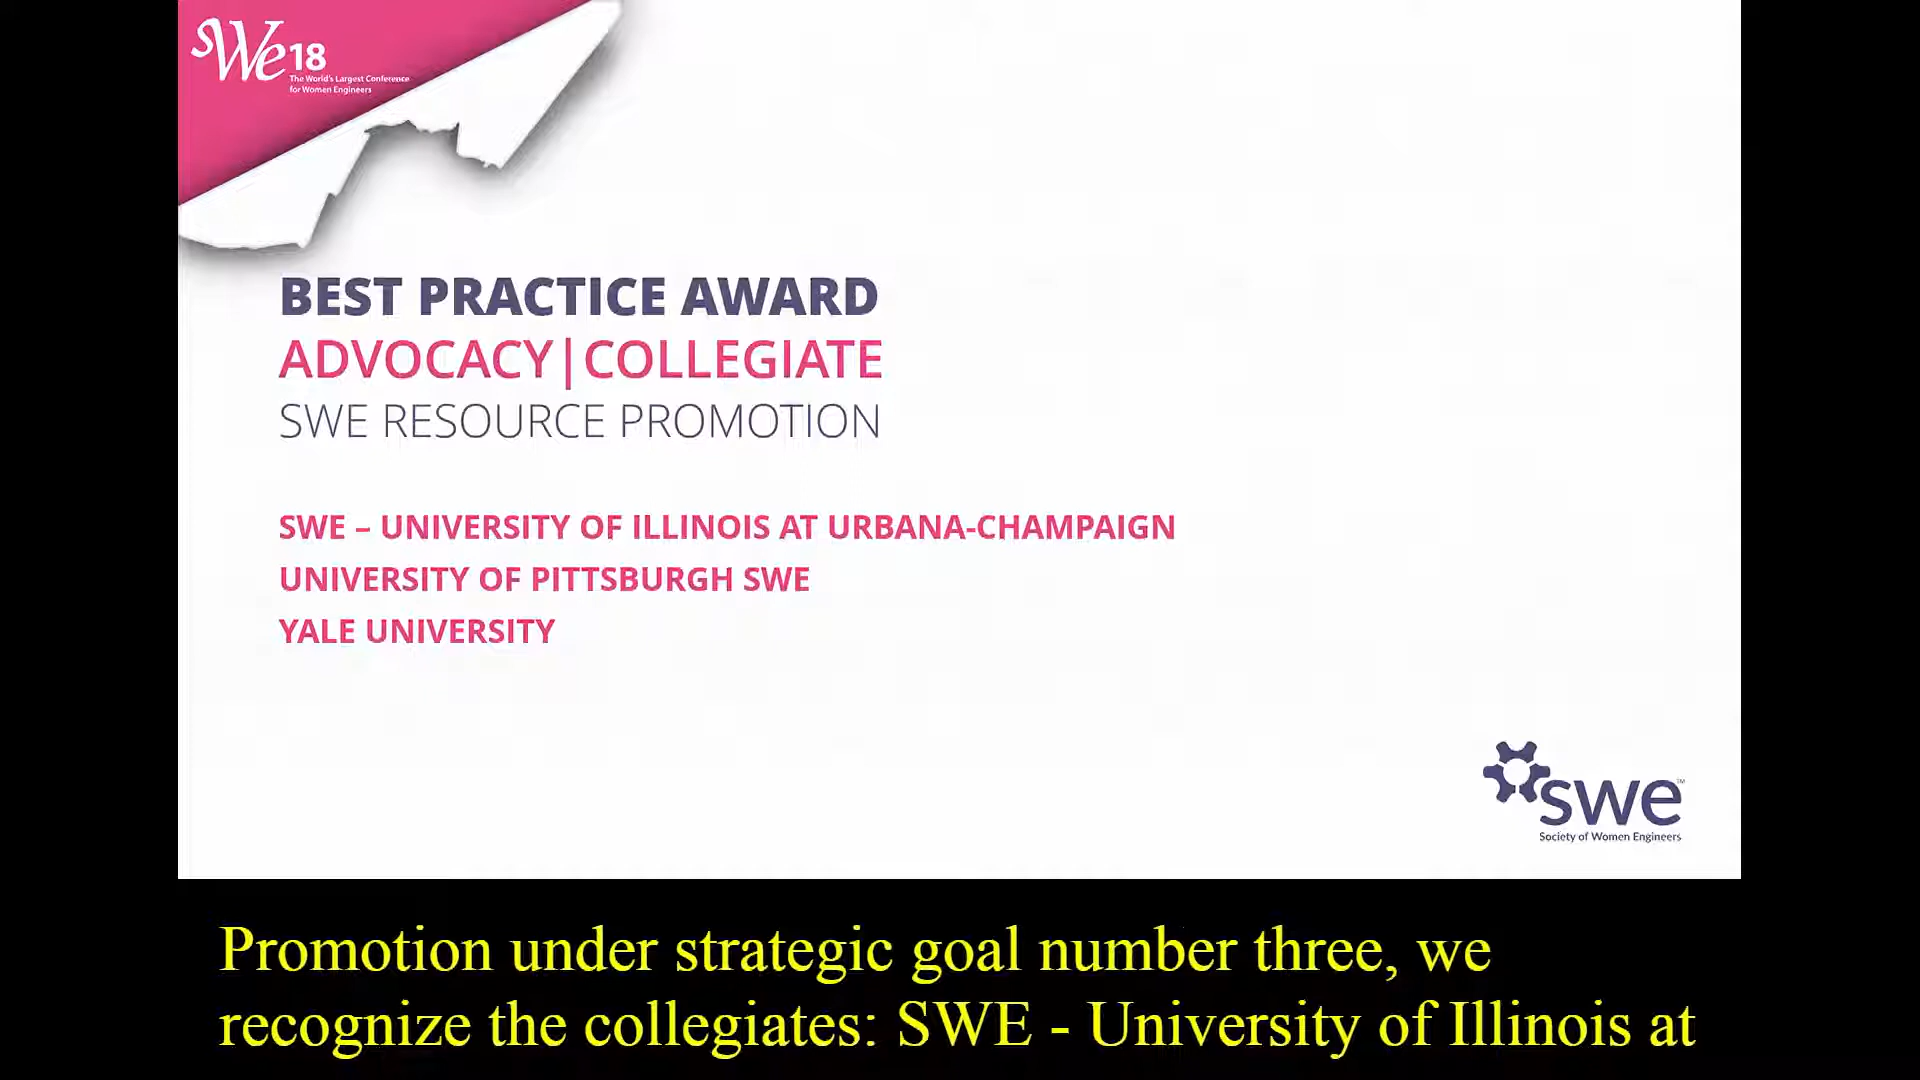 SWe18
The World's Largest Conference
for Women Engineers
BEST PRACTICE AWARD
ADVOCACY|COLLEGIATE
SWE RESOURCE PROMOTION
SWE – UNIVERSITY OF ILLINOIS AT URBANA-CHAMPAIGN
UNIVERSITY OF PITTSBURGH SWE
YALE UNIVERSITY
swe™
Society of Women Engineers
Promotion under strategic goal number three, we
recognize the collegiates: SWE - University of Illinois at